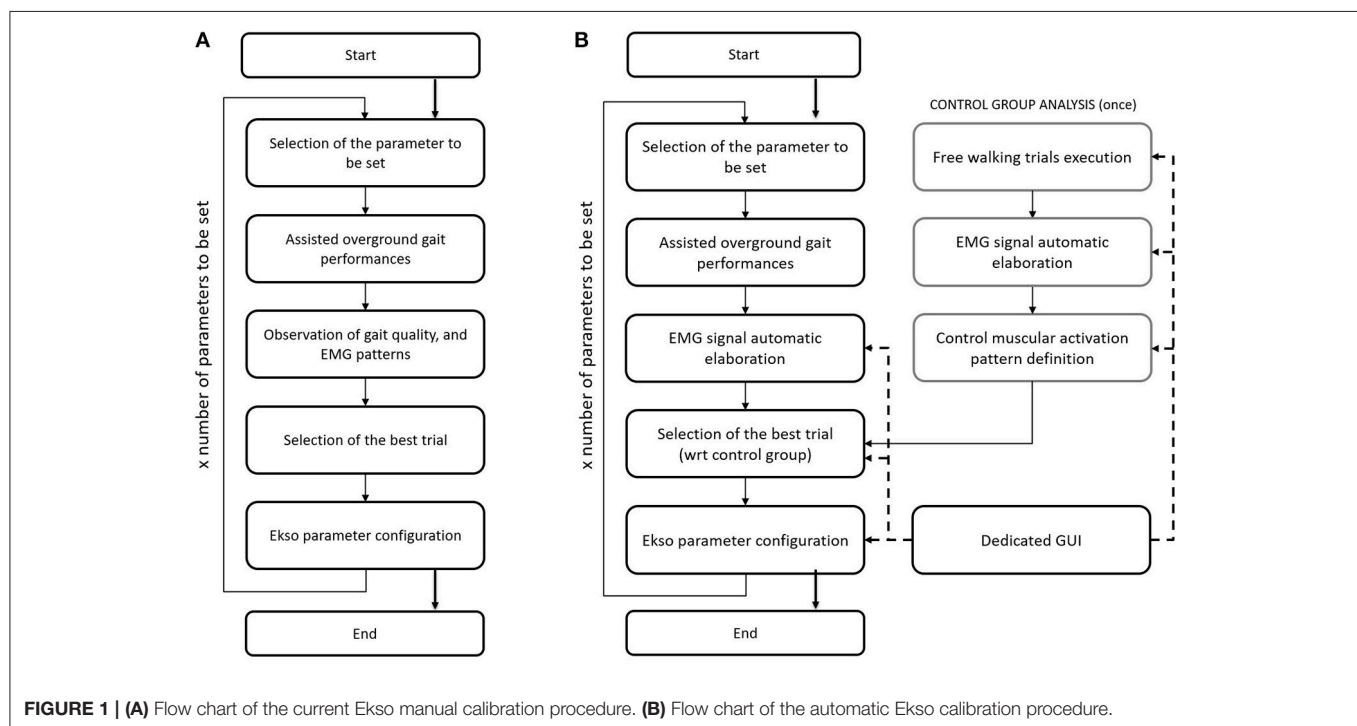 A
Start
x number of parameters to be set
Selection of the parameter to
be set
Assisted overground gait
performances
Observation of gait quality, and
EMG patterns
Selection of the best trial
Ekso parameter configuration
End
B
Start
x number of parameters to be set
Selection of the parameter to
be set
Assisted overground gait
performances
EMG signal automatic
elaboration
Selection of the best trial
(wrt control group)
Ekso parameter configuration
End
CONTROL GROUP ANALYSIS (once)
Free walking trials execution
EMG signal automatic
elaboration
Control muscular activation
pattern definition
Dedicated GUI
FIGURE 1 | (A) Flow chart of the current Ekso manual calibration procedure. (B) Flow chart of the automatic Ekso calibration procedure.